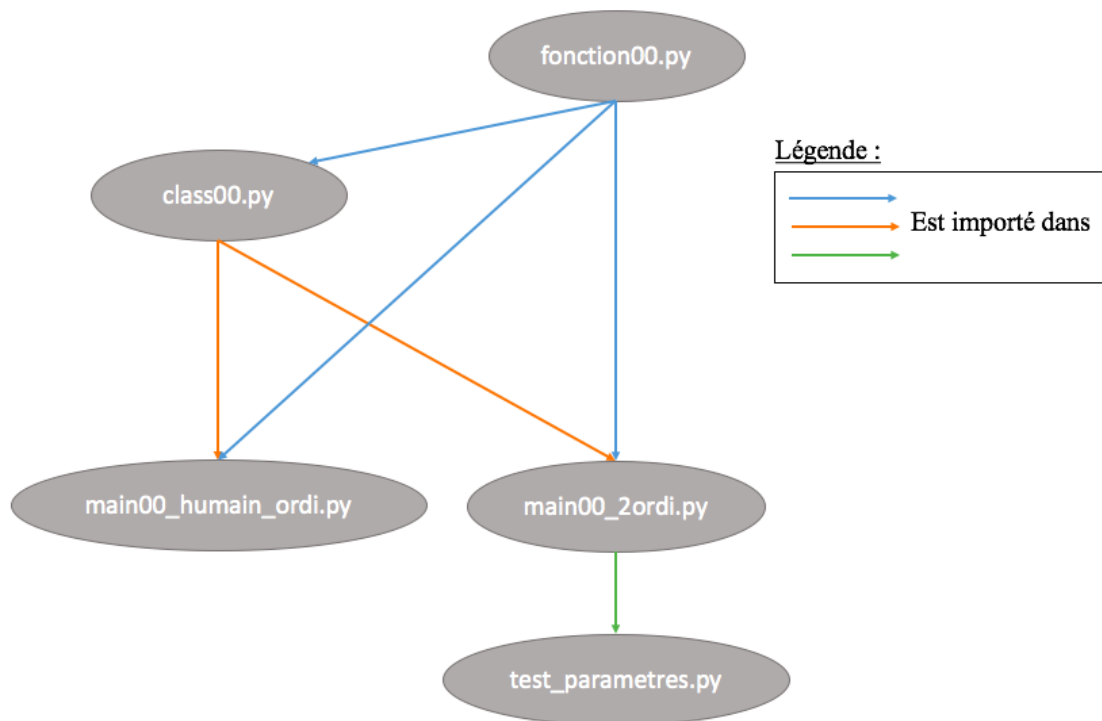 fonction00.py
Légende :
class00.py
Est importé dans
main00_humain_ordi.py
main00_2ordi.py
test_parametres.py